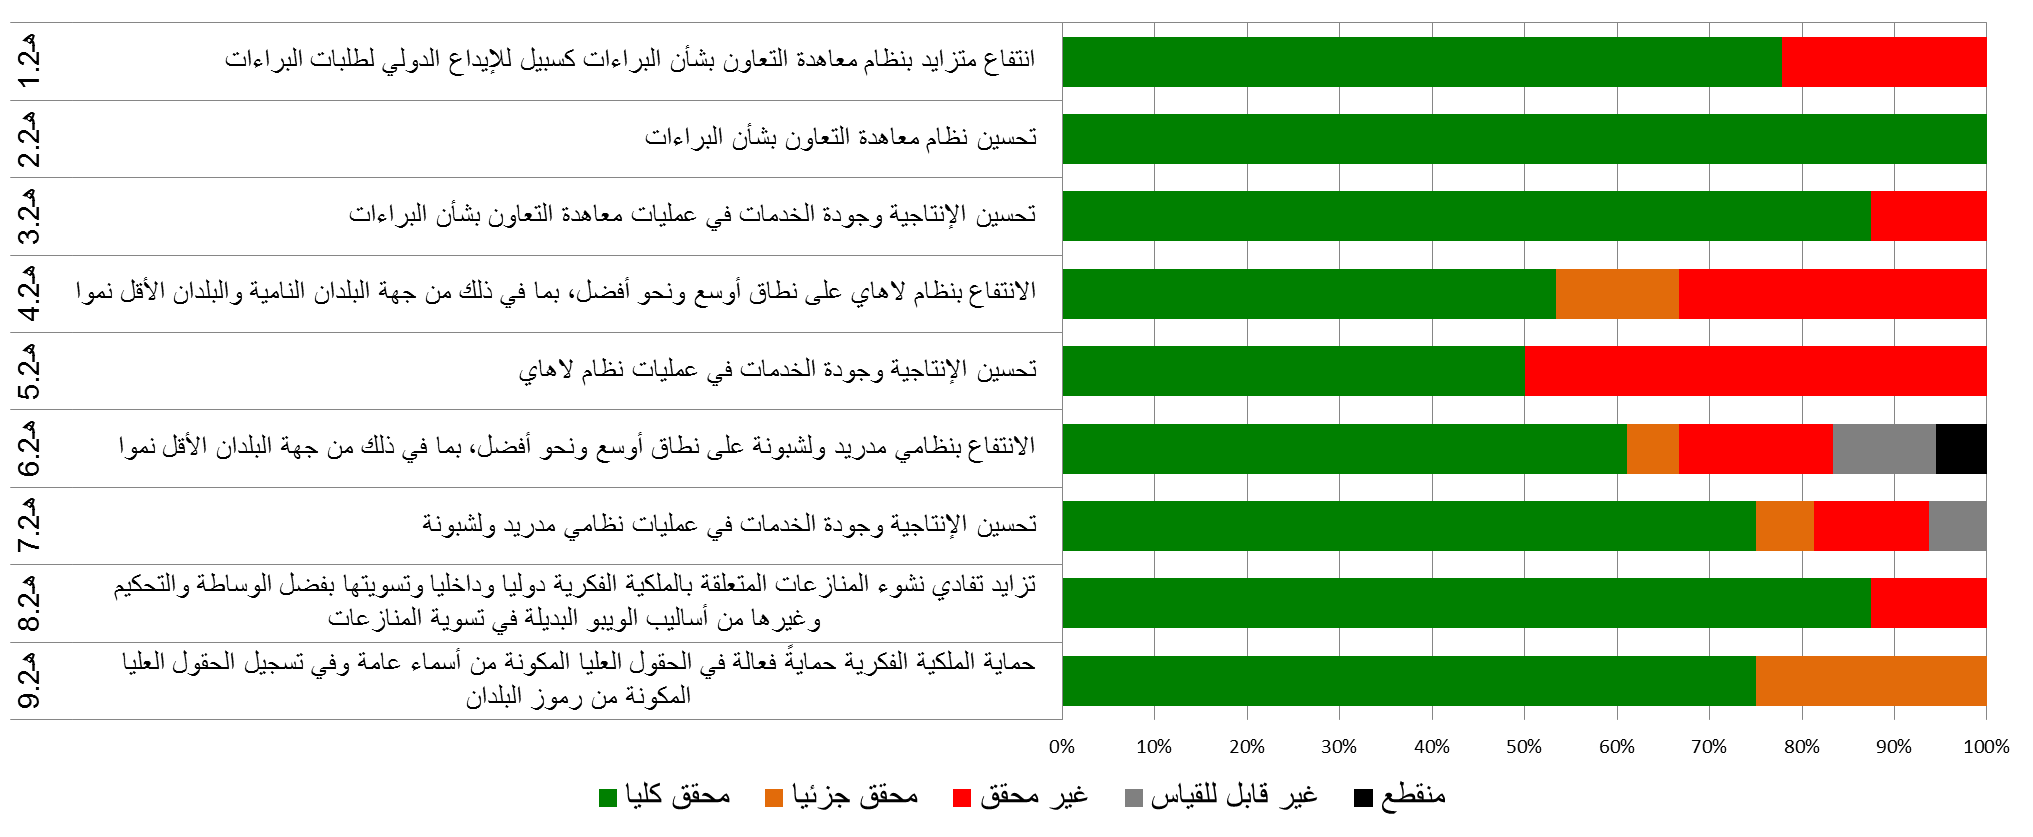 هـ1.2
انتفاع متزايد بنظام معاهدة التعاون بشأن البراءات كسبيل للإيداع الدولي لطلبات البراءات
هـ2.2
تحسين نظام معاهدة التعاون بشأن البراءات
هـ3.2
تحسين الإنتاجية وجودة الخدمات في عمليات معاهدة التعاون بشأن البراءات
هـ4.2
الانتفاع بنظام لاهاي على نطاق أوسع ونحو أفضل، بما في ذلك من جهة البلدان النامية والبلدان الأقل نموا
هـ5.2
تحسين الإنتاجية وجودة الخدمات في عمليات نظام لاهاي
هـ6.2
الانتفاع بنظامي مدريد ولشبونة على نطاق أوسع ونحو أفضل، بما في ذلك من جهة البلدان الأقل نموا
هـ7.2
تحسين الإنتاجية وجودة الخدمات في عمليات نظامي مدريد ولشبونة
هـ8.2
تزايد تفادي نشوء المنازعات المتعلقة بالملكية الفكرية دوليا وداخليا وتسويتها بفضل الوساطة والتحكيم
وغيرها من أساليب الويبو البديلة في تسوية المنازعات
هـ9.2
حماية الملكية الفكرية حمايةً فعالة في الحقول العليا المكونة من أسماء عامة وفي تسجيل الحقول العليا
المكونة من رموز البلدان
0% 10% 20% 30% 40% 50% 60% 70% 80% 90% 100%
محقق كليا محقق جزئيا غير محقق غير قابل للقياس منقطع